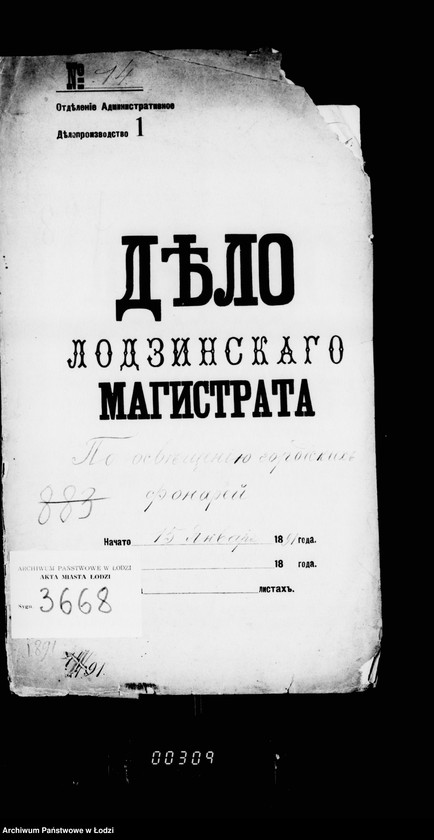 № 14
Отдѣленіе Административное
Дѣлопроизводство 1
ДѢЛО
ЛОДЗИНСКАГО
МАГИСТРАТА
По освѣщенію городскихъ
фонарей
883
Начато 15 Января 1891 года.
18 года.
листахъ.
ARCHIWUM PAŃSTWOWE W ŁODZI
AKTA MIASTA ŁODZI
Sygn. 3668
1891
91
00309
Archiwum Państwowe w Łodzi